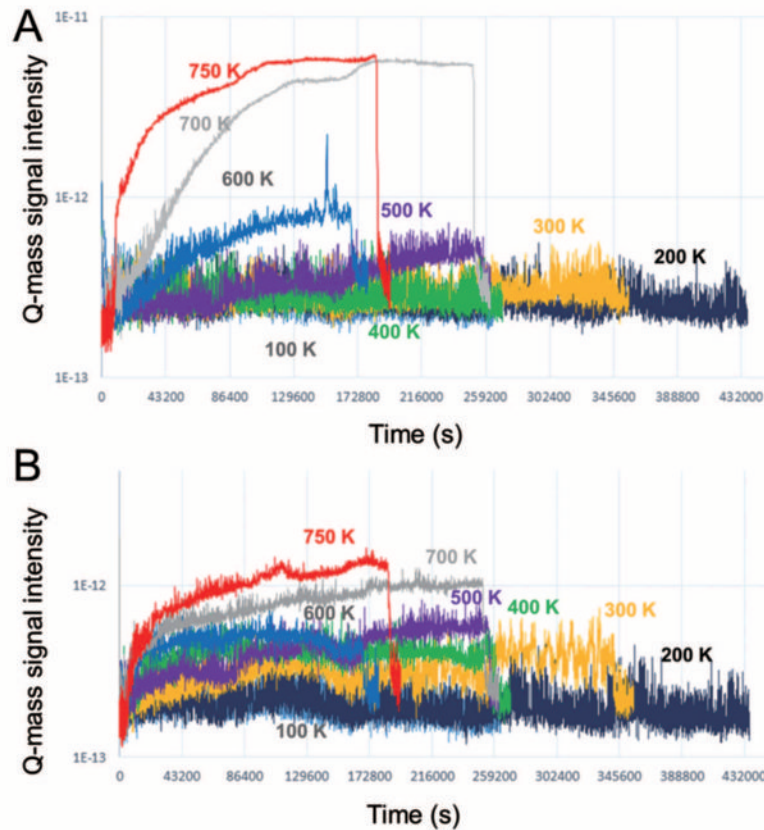 A
Q-mass signal intensity
1E-11
1E-12
1E-13
750 K
700 K
600 K
500 K
300 K
200 K
400 K
100 K
0 43200 86400 129600 172800 216000 259200 302400 345600 388800 432000
Time (s)
B
Q-mass signal intensity
1E-12
1E-13
750 K
700 K
600 K
500 K
400 K
300 K
200 K
100 K
0 43200 86400 129600 172800 216000 259200 302400 345600 388800 432000
Time (s)